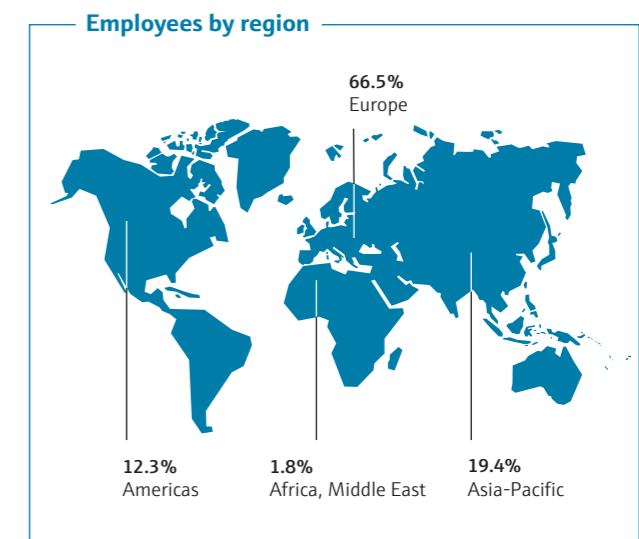 Employees by region
66.5%
Europe
12.3%
Americas
1.8%
Africa, Middle East
19.4%
Asia-Pacific